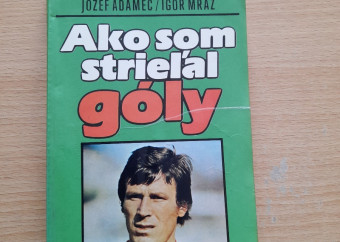 JOZEF ADAMEC/IGOR MRÁZ
Ako som
strieľal
góly